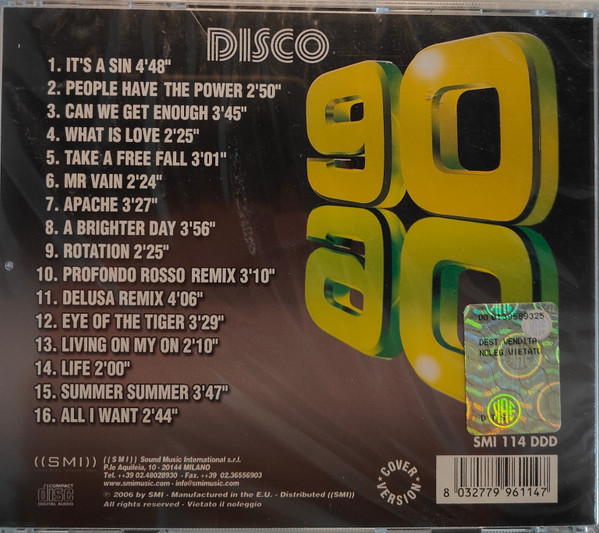 DISCO
90
1. IT'S A SIN 4'48"
2. PEOPLE HAVE THE POWER 2'50"
3. CAN WE GET ENOUGH 3'45"
4. WHAT IS LOVE 2'25"
5. TAKE A FREE FALL 3'01"
6. MR VAIN 2'24"
7. APACHE 3'27"
8. A BRIGHTER DAY 3'56"
9. ROTATION 2'25"
10. PROFONDO ROSSO REMIX 3'10"
11. DELUSA REMIX 4'06"
12. EYE OF THE TIGER 3'29"
13. LIVING ON MY ON 2'10"
14. LIFE 2'00"
15. SUMMER SUMMER 3'47"
16. ALL I WANT 2'44"
DEST.VENDITA
NOLEG.VIETATO
SMI 114 DDD
((SMI))
((SMI)) Sound Music International s.r.l.
P.lo Aquileia, 10 - 20144 MILANO
Tel. ++39 02.48028930 - Fax. ++39 02.36556903
www.smimusic.com - info@smimusic.com
COMPACT
disc
DIGITAL AUDIO
℗ 2006 by SMI - Manufactured in the E.U. - Distributed ((SMI))
All rights reserved - Vietato il noleggio
COVER
VERSION
8 032779 961147